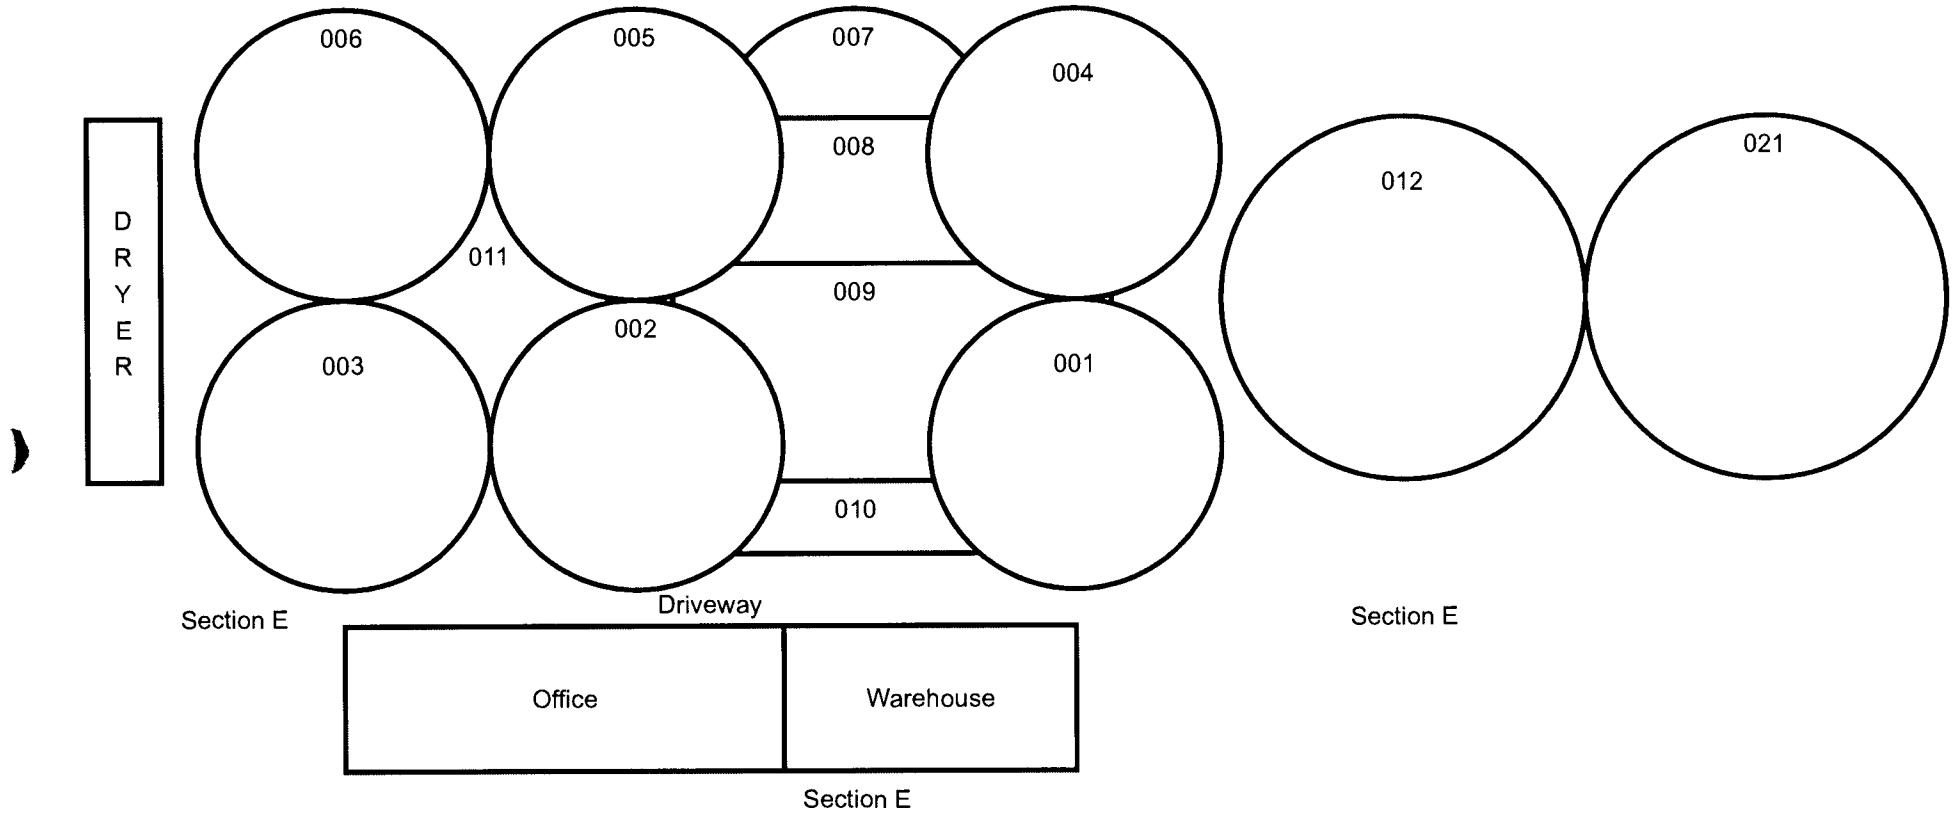 006
005
007
004
008
012
021
D
R
Y
E
R
011
009
002
003
001
010
Driveway
Section E
Section E
Office
Warehouse
Section E